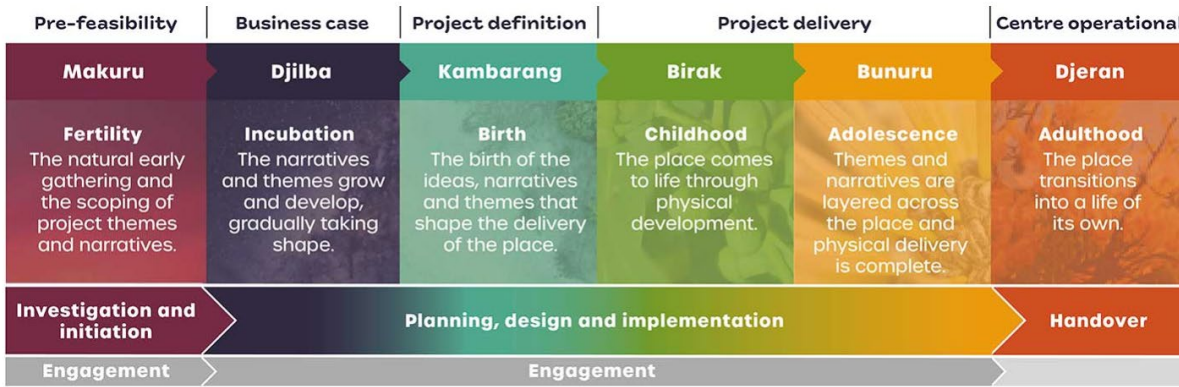 Pre-feasibility
Business case
Project definition
Project delivery
Centre operational
Makuru
Djilba
Kambarang
Birak
Bunuru
Djeran
Fertility
The natural early
gathering and
the scoping of
project themes
and narratives.
Incubation
The narratives
and themes grow
and develop,
gradually taking
shape.
Birth
The birth of the
ideas, narratives
and themes that
shape the delivery
of the place.
Childhood
The place comes
to life through
physical
development.
Adolescence
Themes and
narratives are
layered across
the place and
physical delivery
is complete.
Adulthood
The place
transitions
into a life of
its own.
Investigation and
initiation
Planning, design and implementation
Handover
Engagement
Engagement